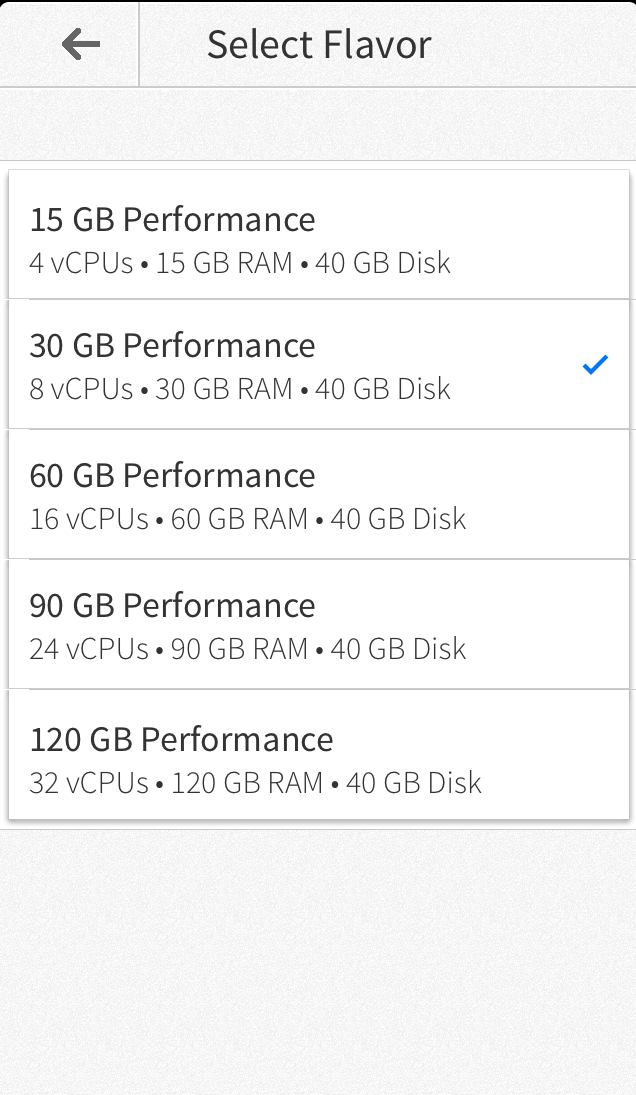 Select Flavor
15 GB Performance
4 vCPUs • 15 GB RAM • 40 GB Disk
30 GB Performance
8 vCPUs • 30 GB RAM • 40 GB Disk
60 GB Performance
16 vCPUs • 60 GB RAM • 40 GB Disk
90 GB Performance
24 vCPUs • 90 GB RAM • 40 GB Disk
120 GB Performance
32 vCPUs • 120 GB RAM • 40 GB Disk